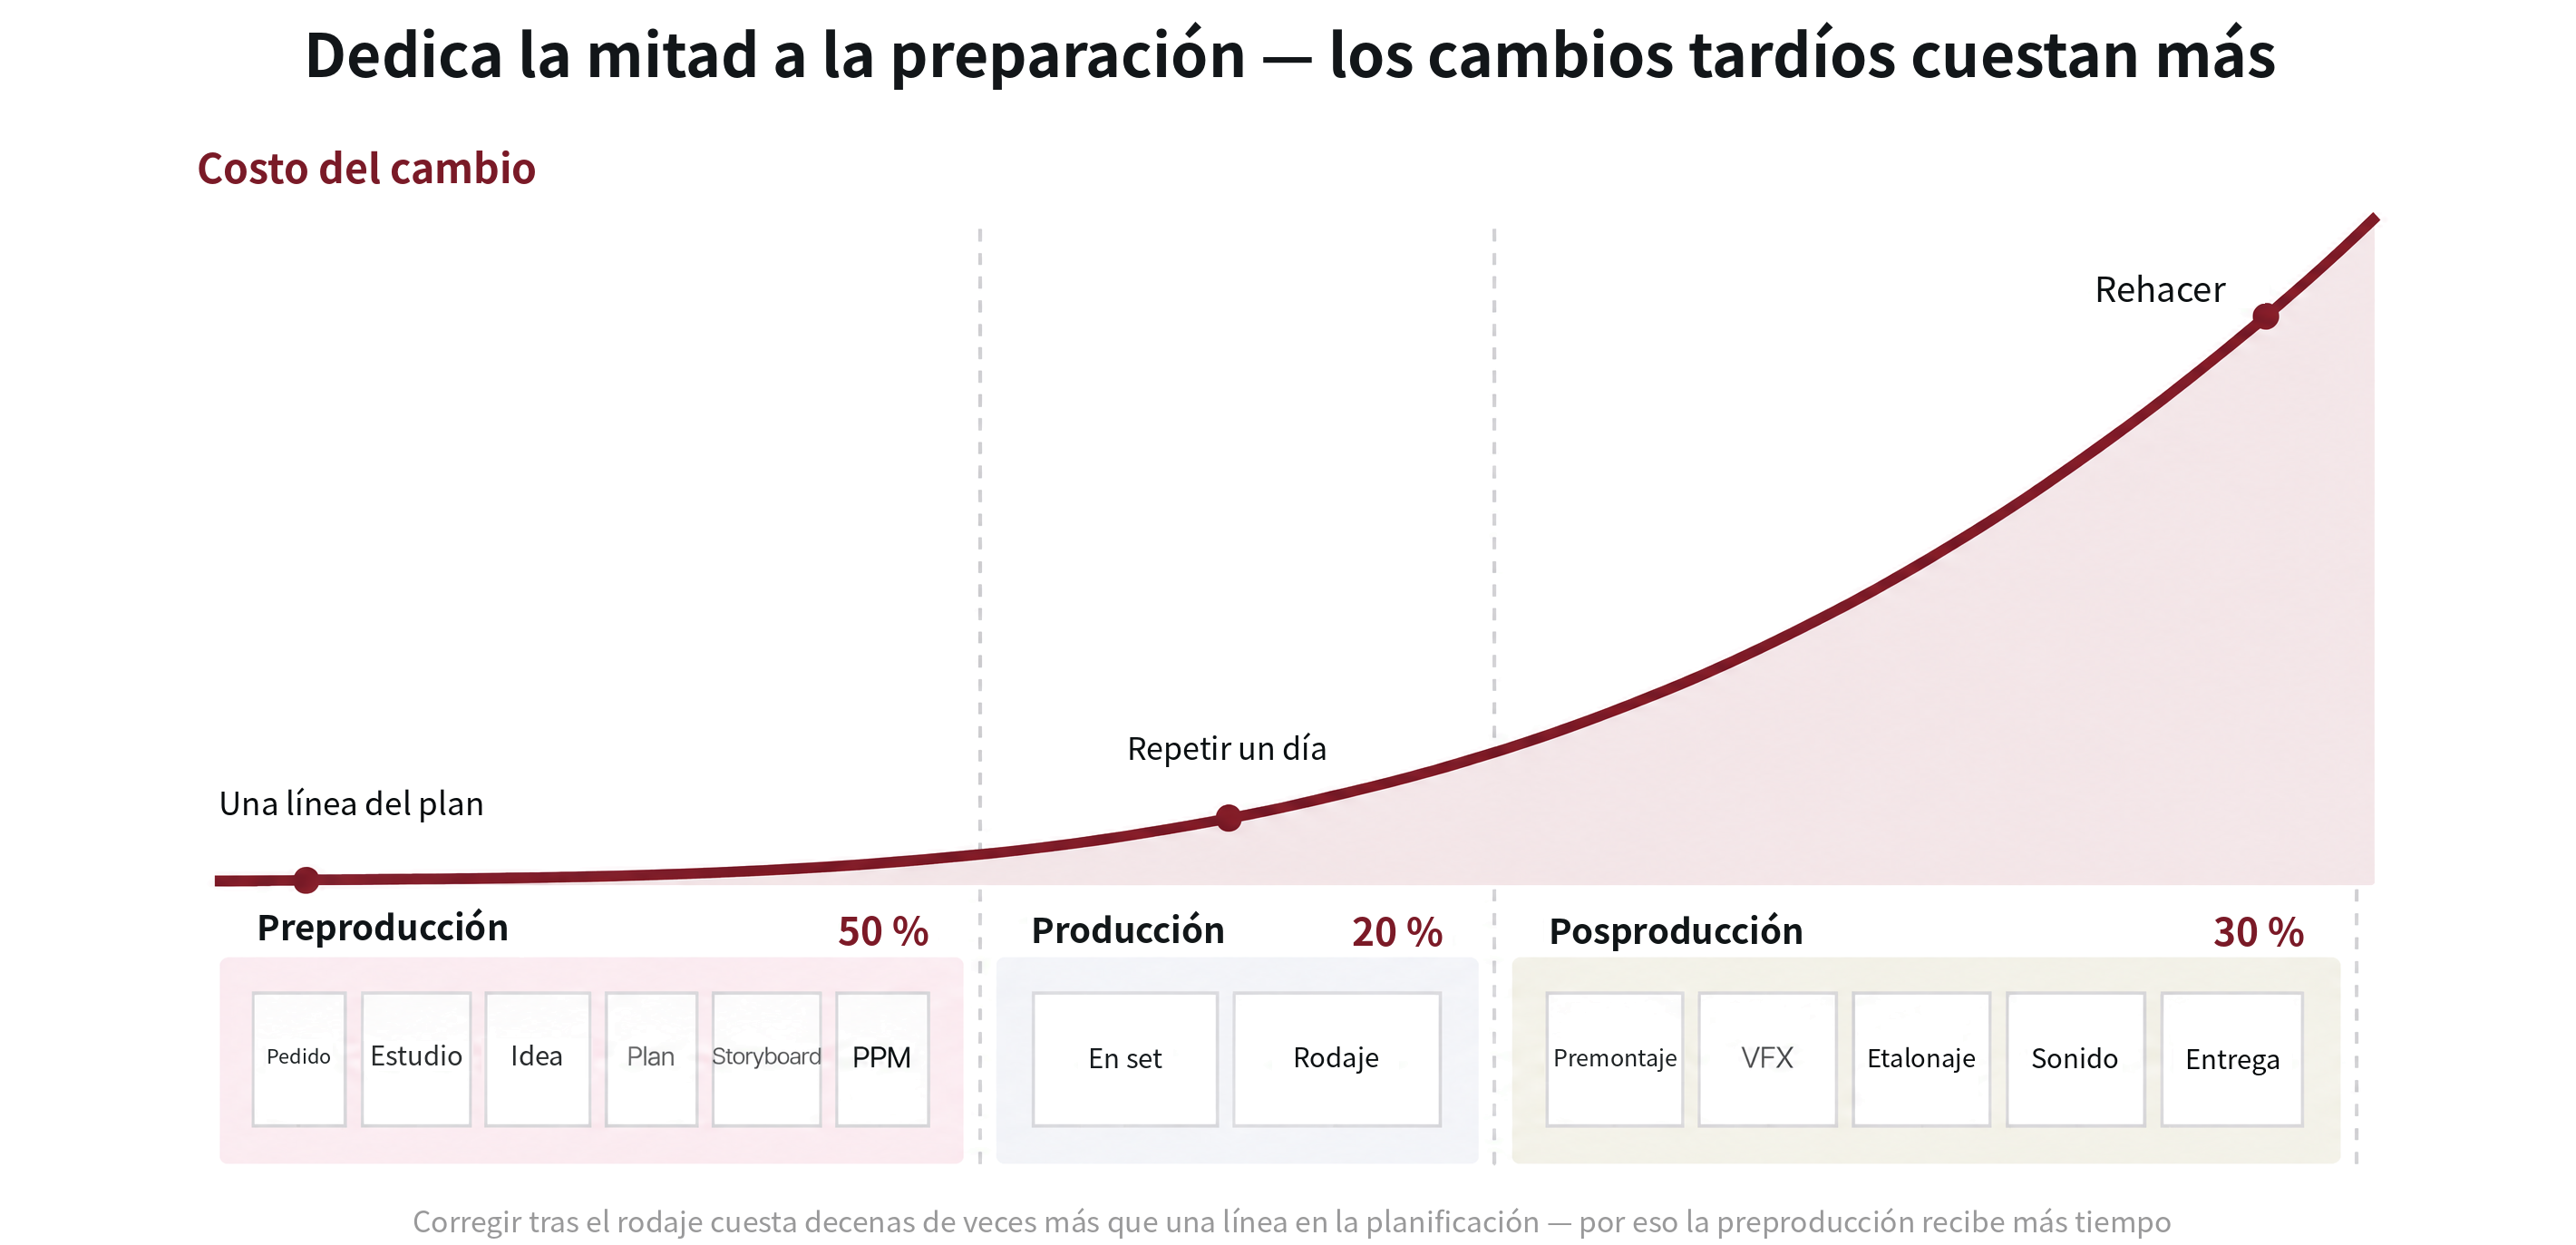 Dedica la mitad a la preparación — los cambios tardíos cuestan más
Costo del cambio
Rehacer
Repetir un día
Una línea del plan
Preproducción 50 %
Producción 20 %
Posproducción 30 %
Pedido
Estudio
Idea
Plan
Storyboard
PPM
En set
Rodaje
Premontaje
VFX
Etalonaje
Sonido
Entrega
Corregir tras el rodaje cuesta decenas de veces más que una línea en la planificación — por eso la preproducción recibe más tiempo